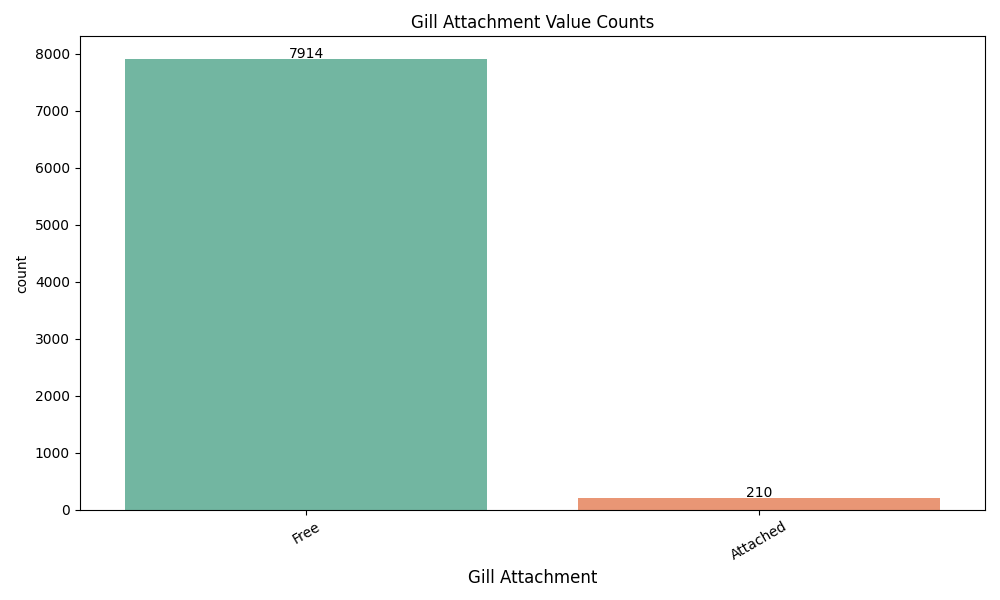 Gill Attachment Value Counts
8000
7000
6000
5000
4000
3000
2000
1000
0
count
7914
210
Free
Attached
Gill Attachment